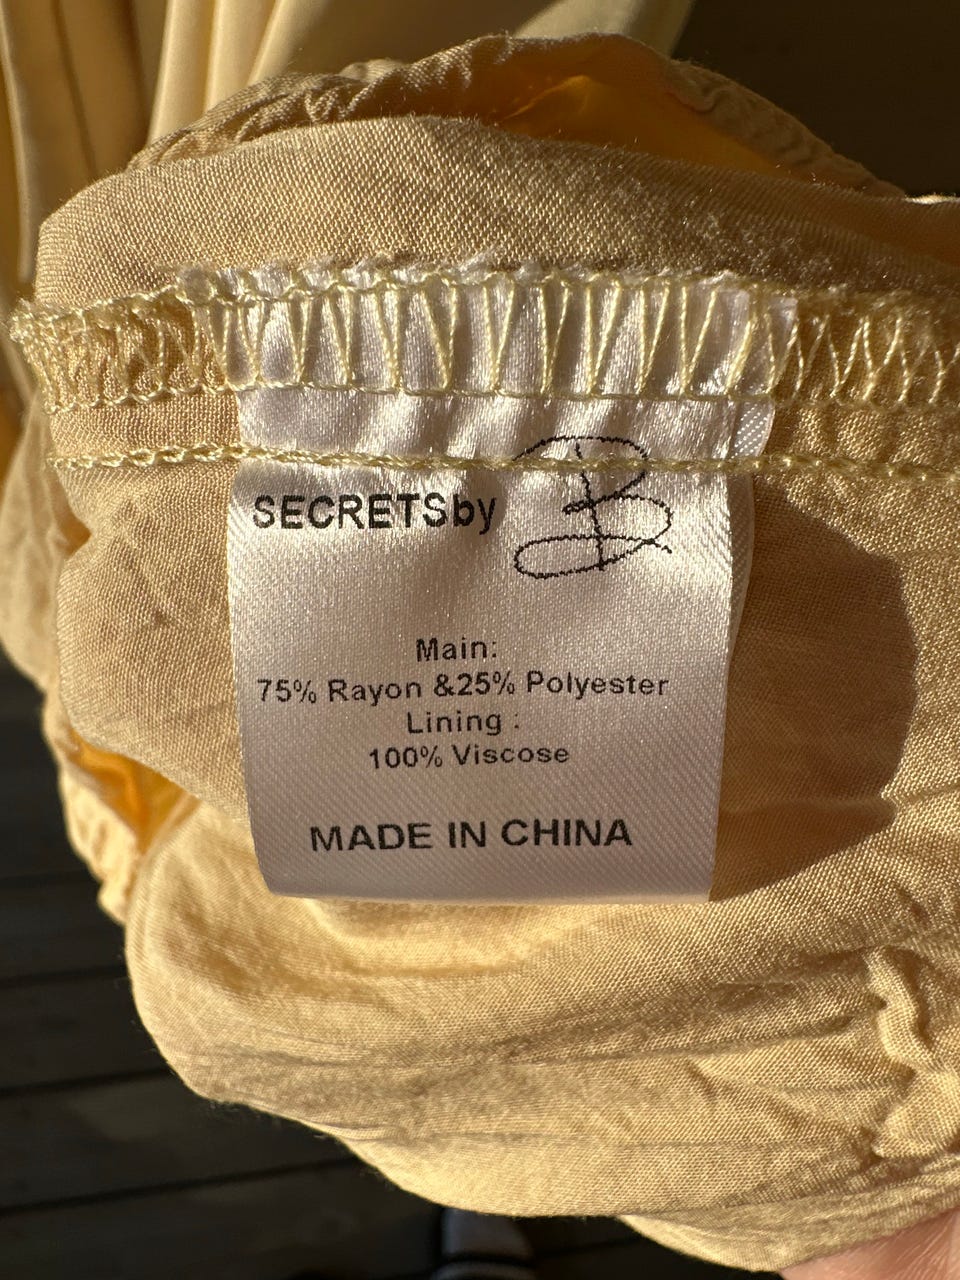 SECRETSby B
Main:
75% Rayon &25% Polyester
Lining :
100% Viscose
MADE IN CHINA